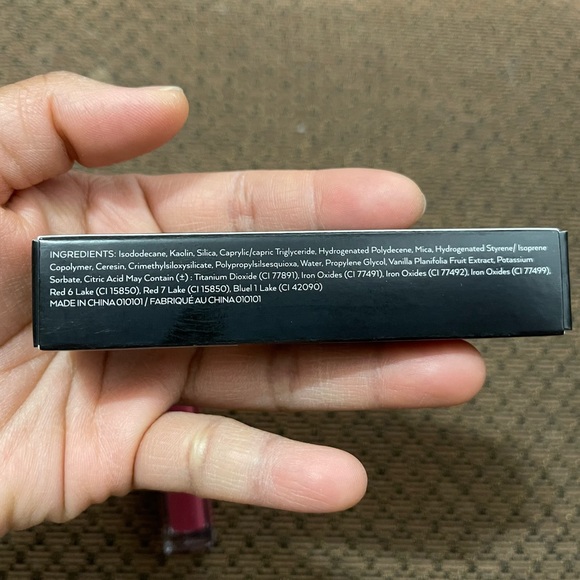 INGREDIENTS: Isododecane, Kaolin, Silica, Caprylic/capric Triglyceride, Hydrogenated Polydecene, Mica, Hydrogenated Styrene/ Isoprene
Copolymer, Ceresin, Crimethylsiloxysilicate, Polypropylsilsesquioxa, Water, Propylene Glycol, Vanilla Planifolia Fruit Extract, Potassium
Sorbate, Citric Acid May Contain (±) : Titanium Dioxide (CI 77891), Iron Oxides (CI 77491), Iron Oxides (CI 77492), Iron Oxides (CI 77499),
Red 6 Lake (CI 15850), Red 7 Lake (CI 15850), Bluel 1 Lake (CI 42090)
MADE IN CHINA 010101 / FABRIQUÉ AU CHINA 010101